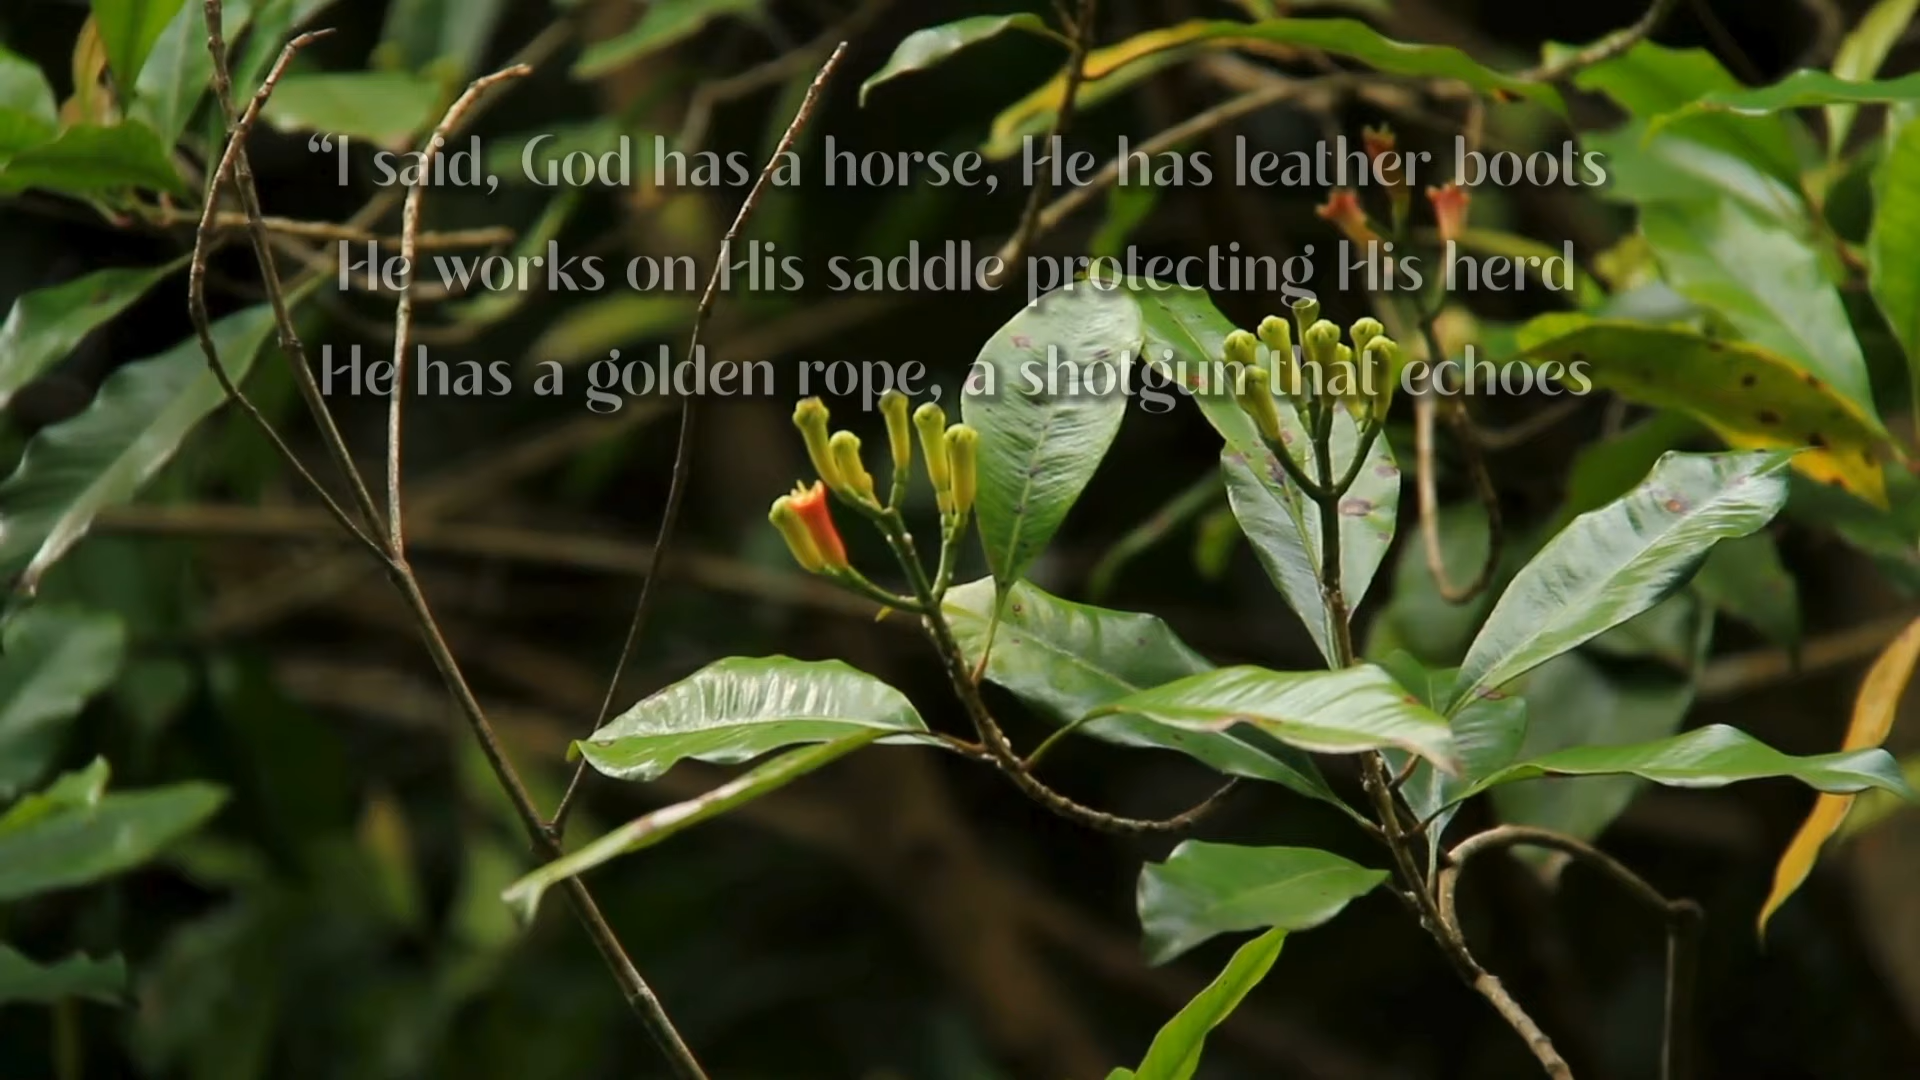 “I said, God has a horse, He has leather boots
He works on His saddle protecting His herd
He has a golden rope, a shotgun that echoes